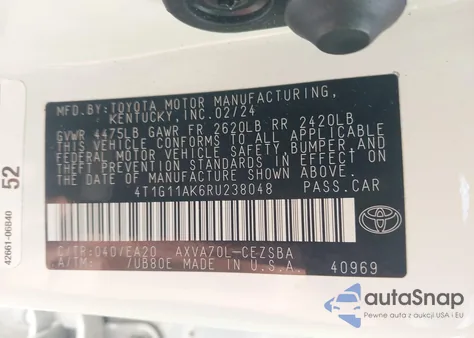 MFD.BY:TOYOTA MOTOR MANUFACTURING,
KENTUCKY, INC. 02/24
GVWR 4475LB GAWR FR 2620LB RR 2420LB
THIS VEHICLE CONFORMS TO ALL APPLICABLE
FEDERAL MOTOR VEHICLE SAFETY, BUMPER, AND
THEFT PREVENTION STANDARDS IN EFFECT ON
THE DATE OF MANUFACTURE SHOWN ABOVE.
4T1G11AK6RU238048 PASS.CAR
C/TR:040/EA20 AXVA70L-CEZSBA
A/TM: /UB80E MADE IN U.S.A. 40969
TOYOTA
52
42661-06840
autoSnap
Pewne auta z aukcji USA i EU